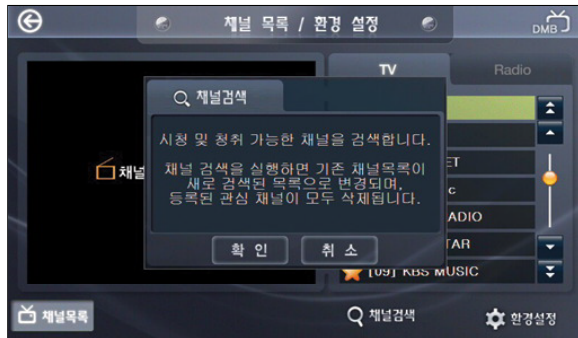 채널 목록 / 환경 설정
DMB
TV
Radio
채널검색
시청 및 청취 가능한 채널을 검색합니다.
채널 검색을 실행하면 기존 채널목록이
새로 검색된 목록으로 변경되며,
등록된 관심 채널이 모두 삭제됩니다.
채널
확 인
취 소
[09] KBS MUSIC
채널목록
채널검색
환경설정